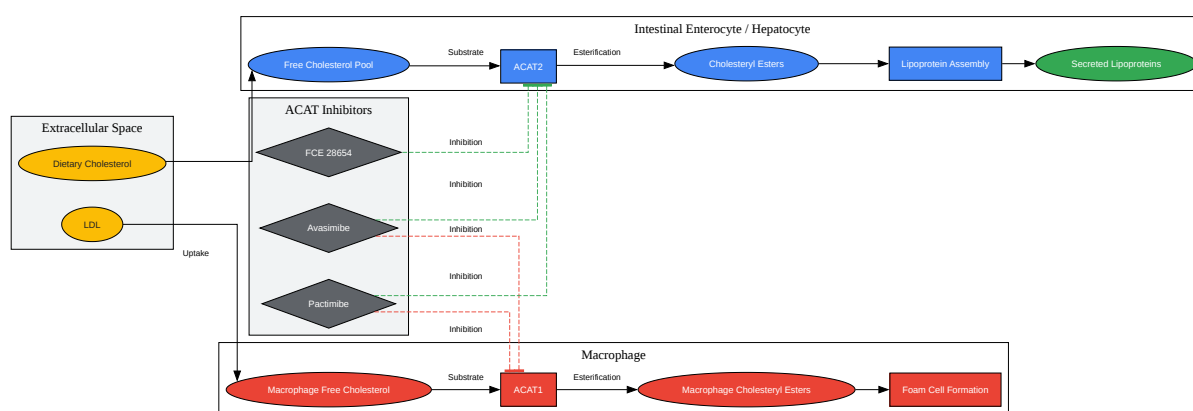 Intestinal Enterocyte / Hepatocyte
Free Cholesterol Pool
Substrate
ACAT2
Esterification
Cholesteryl Esters
Lipoprotein Assembly
Secreted Lipoproteins
ACAT Inhibitors
FCE 28654
Inhibition
Inhibition
Avasimibe
Inhibition
Inhibition
Pactimibe
Inhibition
Extracellular Space
Dietary Cholesterol
LDL
Uptake
Macrophage
Macrophage Free Cholesterol
Substrate
ACAT1
Esterification
Macrophage Cholesteryl Esters
Foam Cell Formation